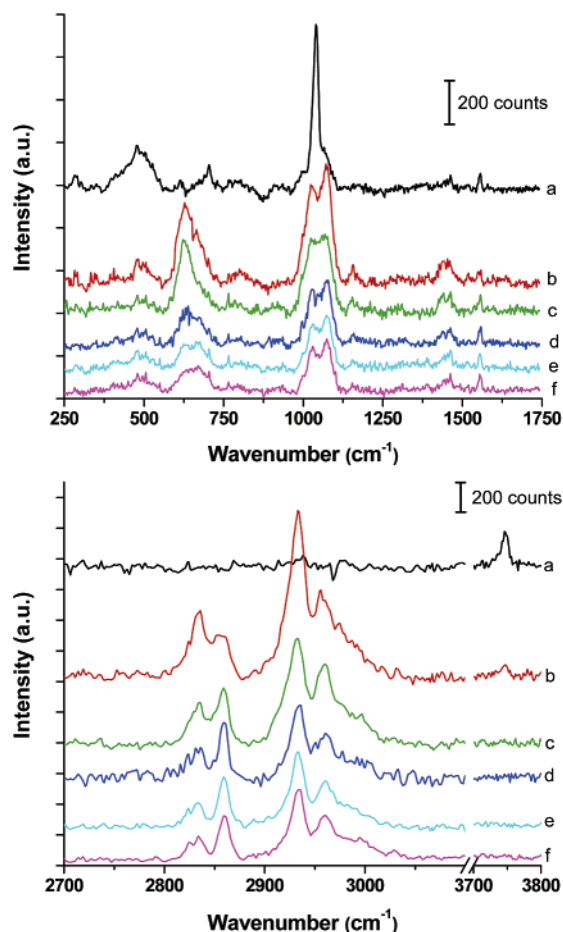 Intensity (a.u.)
200 counts
a
b
c
d
e
f
250 500 750 1000 1250 1500 1750
Wavenumber (cm⁻¹)
Intensity (a.u.)
200 counts
a
b
c
d
e
f
2700 2800 2900 3000 3700 3800
Wavenumber (cm⁻¹)